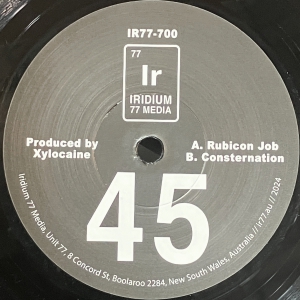 IR77-700
77
Ir
IRIDIUM
77 MEDIA
Produced by
Xylocaine
A. Rubicon Job
B. Consternation
45
Iridium 77 Media, Unit 77, 8 Concord St, Boolaroo 2284, New South Wales, Australia // ir77.au // 2024